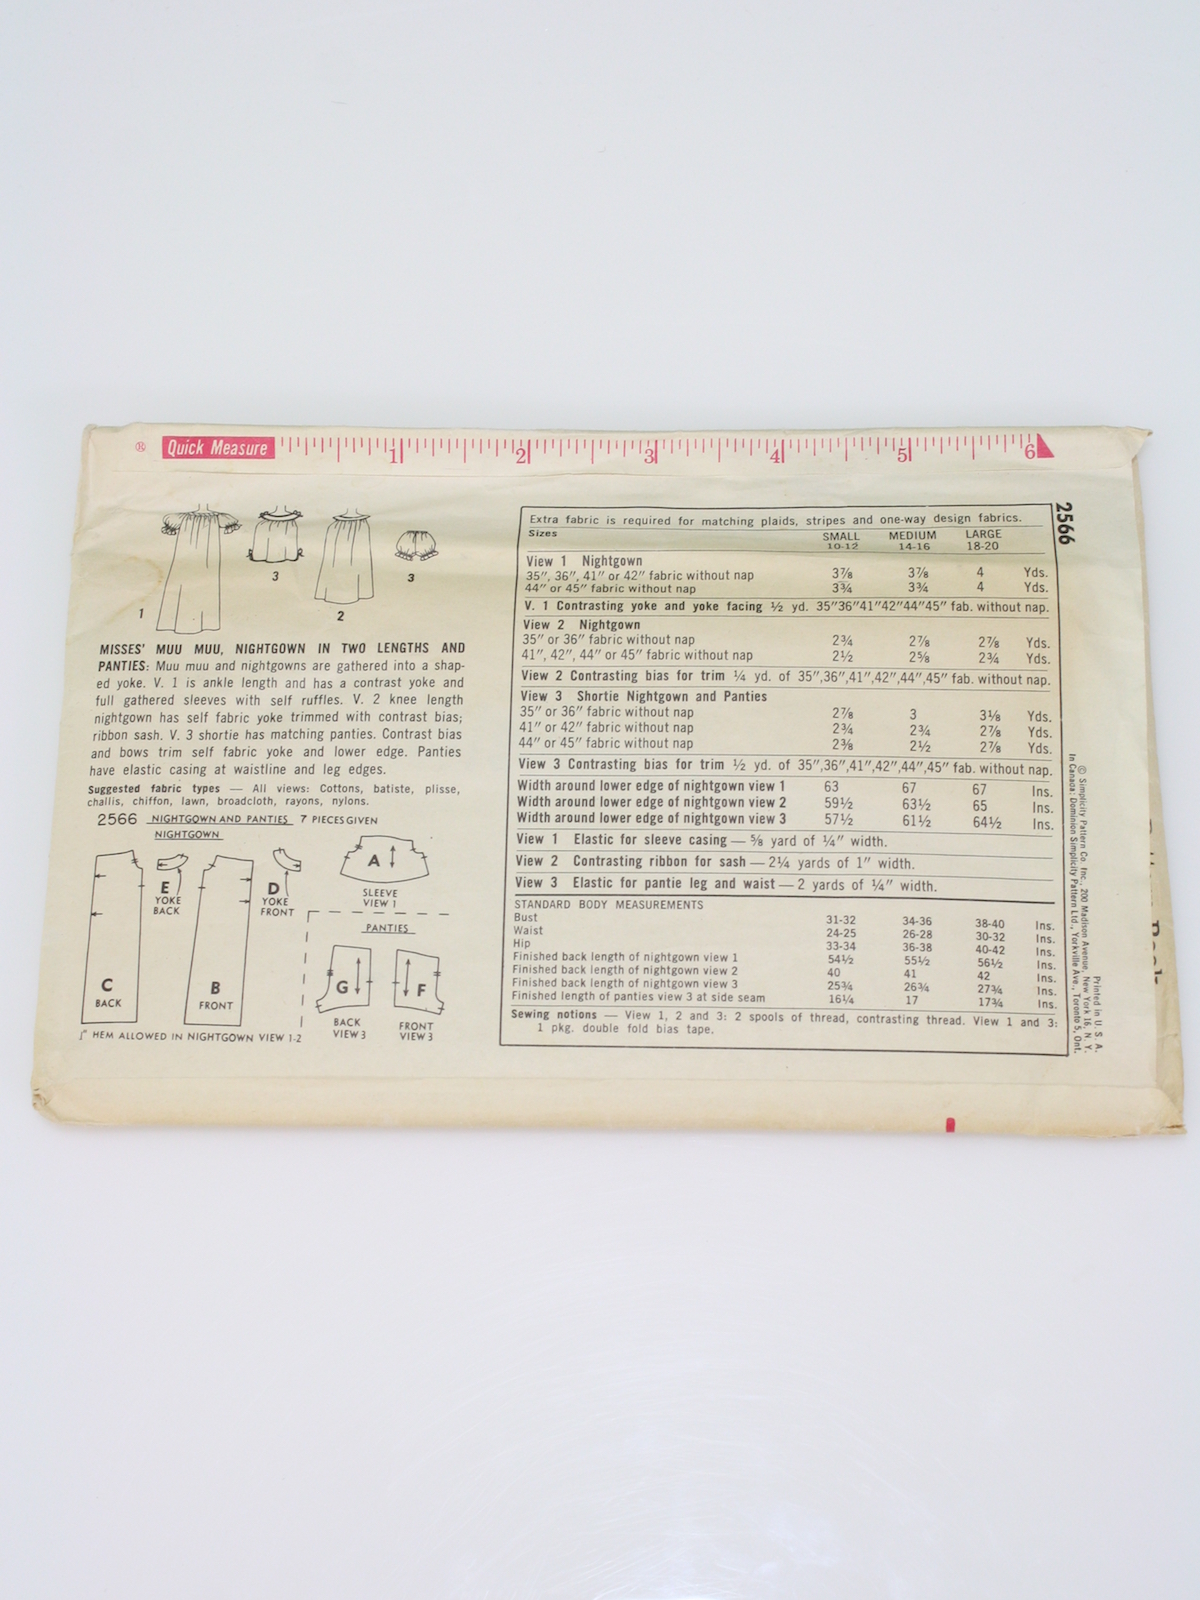 ® Quick Measure 1 2 3 4 5 6
1
3
2
3
MISSES' MUU MUU, NIGHTGOWN IN TWO LENGTHS AND
PANTIES: Muu muu and nightgowns are gathered into a shap-
ed yoke. V. 1 is ankle length and has a contrast yoke and
full gathered sleeves with self ruffles. V. 2 knee length
nightgown has self fabric yoke trimmed with contrast bias;
ribbon sash. V. 3 shortie has matching panties. Contrast bias
and bows trim self fabric yoke and lower edge. Panties
have elastic casing at waistline and leg edges.
Suggested fabric types — All views: Cottons, batiste, plisse,
challis, chiffon, lawn, broadcloth, rayons, nylons.
2566 NIGHTGOWN AND PANTIES 7 PIECES GIVEN
NIGHTGOWN
E
YOKE
BACK
D
YOKE
FRONT
A
SLEEVE
VIEW 1
PANTIES
C
BACK
B
FRONT
G
BACK
VIEW 3
F
FRONT
VIEW 3
1" HEM ALLOWED IN NIGHTGOWN VIEW 1-2
2566
Extra fabric is required for matching plaids, stripes and one-way design fabrics.
Sizes SMALL MEDIUM LARGE
10-12 14-16 18-20
View 1 Nightgown
35", 36", 41" or 42" fabric without nap 3⅞ 3⅞ 4 Yds.
44" or 45" fabric without nap 3¾ 3¾ 4 Yds.
V. 1 Contrasting yoke and yoke facing ½ yd. 35"36"41"42"44"45" fab. without nap.
View 2 Nightgown
35" or 36" fabric without nap 2¾ 2⅞ 2⅞ Yds.
41", 42", 44" or 45" fabric without nap 2½ 2⅝ 2¾ Yds.
View 2 Contrasting bias for trim ¼ yd. of 35",36",41",42",44",45" fab. without nap.
View 3 Shortie Nightgown and Panties
35" or 36" fabric without nap 2⅞ 3 3⅛ Yds.
41" or 42" fabric without nap 2¾ 2¾ 2⅞ Yds.
44" or 45" fabric without nap 2⅜ 2½ 2⅞ Yds.
View 3 Contrasting bias for trim ½ yd. of 35",36",41",42",44",45" fab. without nap.
Width around lower edge of nightgown view 1 63 67 67 Ins.
Width around lower edge of nightgown view 2 59½ 63½ 65 Ins.
Width around lower edge of nightgown view 3 57½ 61½ 64½ Ins.
View 1 Elastic for sleeve casing — ⅝ yard of ¼" width.
View 2 Contrasting ribbon for sash — 2¼ yards of 1" width.
View 3 Elastic for pantie leg and waist — 2 yards of ¼" width.
STANDARD BODY MEASUREMENTS
Bust 31-32 34-36 38-40 Ins.
Waist 24-25 26-28 30-32 Ins.
Hip 33-34 36-38 40-42 Ins.
Finished back length of nightgown view 1 54½ 55½ 56½ Ins.
Finished back length of nightgown view 2 40 41 42 Ins.
Finished back length of nightgown view 3 25¾ 26¾ 27¾ Ins.
Finished length of panties view 3 at side seam 16¼ 17 17¾ Ins.
Sewing notions — View 1, 2 and 3: 2 spools of thread, contrasting thread. View 1 and 3:
1 pkg. double fold bias tape.
Printed in U. S. A.
© Simplicity Pattern Co. Inc., 200 Madison Avenue, New York 16, N. Y.
In Canada: Dominion Simplicity Pattern Ltd., Yorkville Ave., Toronto 5, Ont.